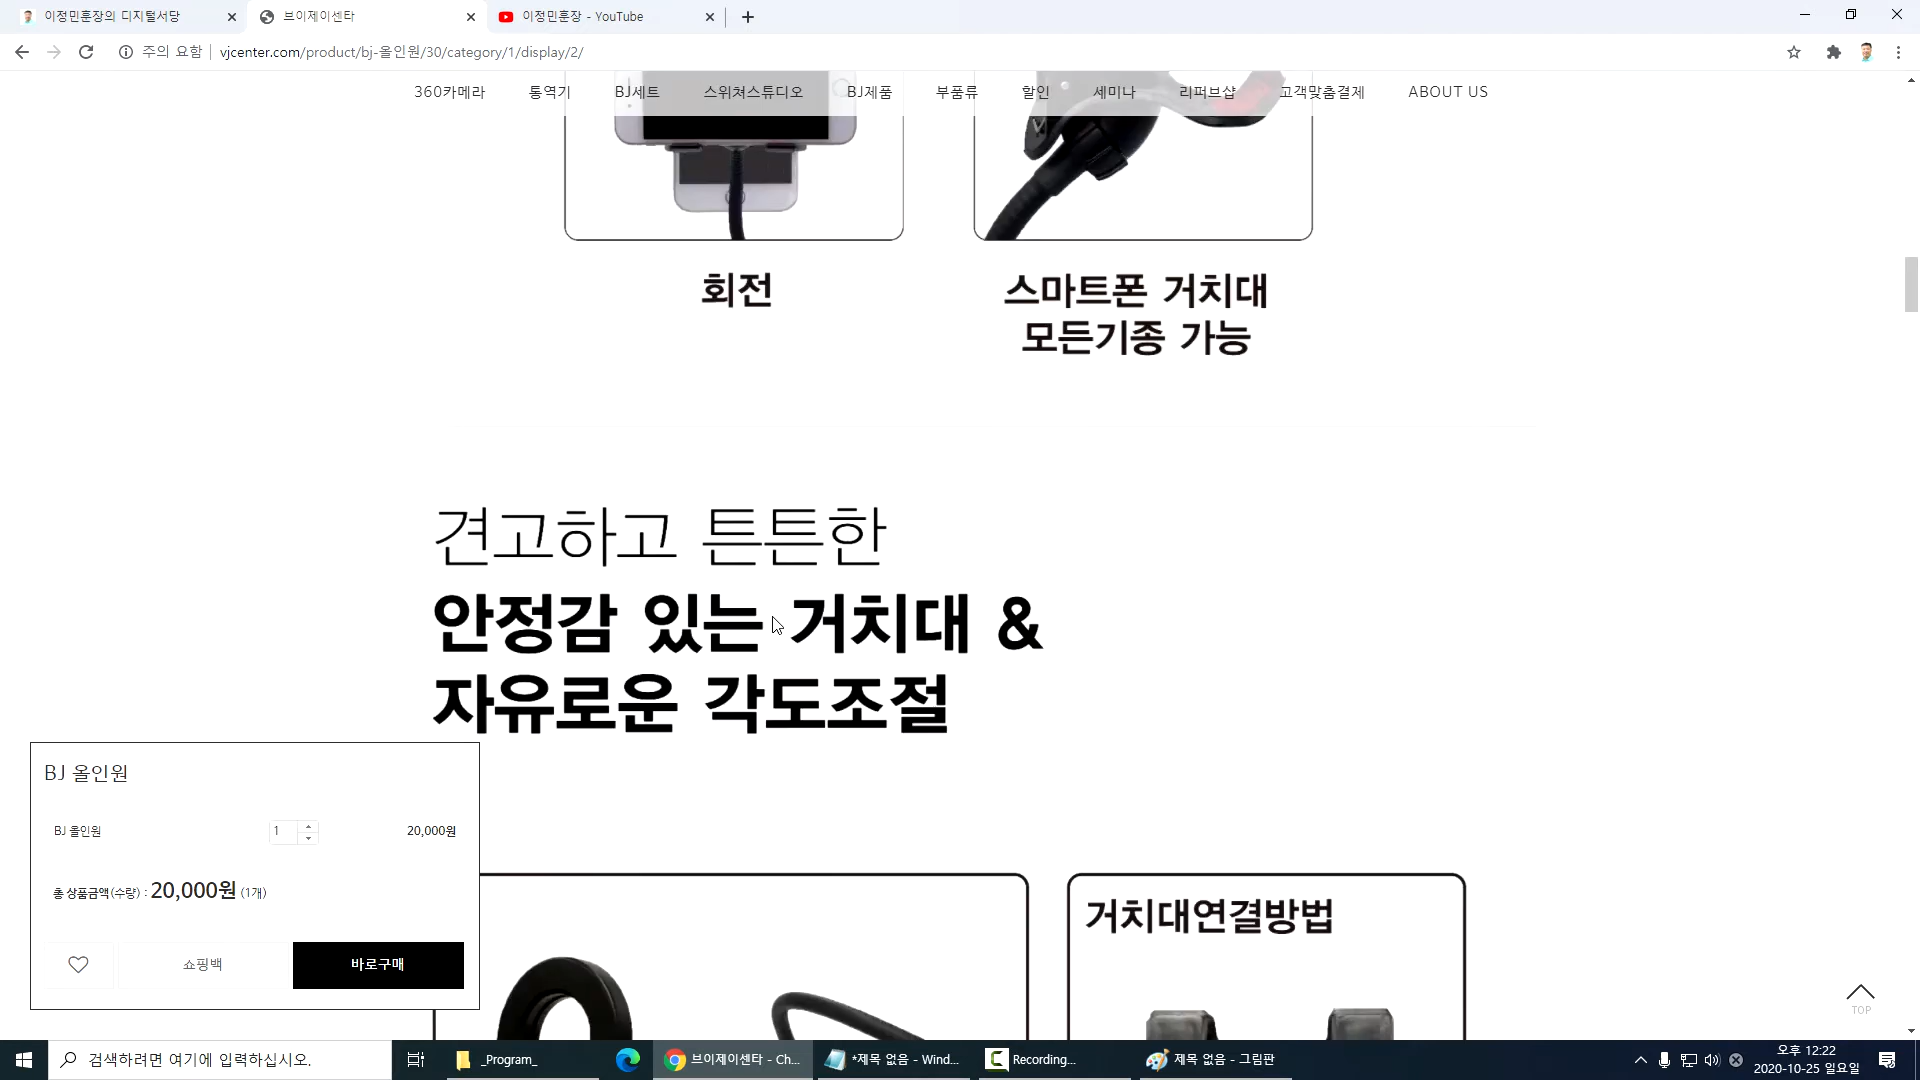 이정민훈장의 디지털서당
브이제이센타
이정민훈장 - YouTube
주의 요함
vjcenter.com/product/bj-올인원/30/category/1/display/2/
360카메라 통역기 BJ세트 스위쳐스튜디오 BJ제품 부품류 할인 세미나 리퍼브샵 고객맞춤결제 ABOUT US
회전
스마트폰 거치대
모든기종 가능
견고하고 튼튼한
안정감 있는 거치대 &
자유로운 각도조절
BJ 올인원
BJ 올인원 1 20,000원
총 상품금액(수량) : 20,000원 (1개)
쇼핑백 바로구매
거치대연결방법
TOP
검색하려면 여기에 입력하십시오.
_Program_
브이제이센타 - Ch...
*제목 없음 - Wind...
Recording...
제목 없음 - 그림판
오후 12:22
2020-10-25 일요일